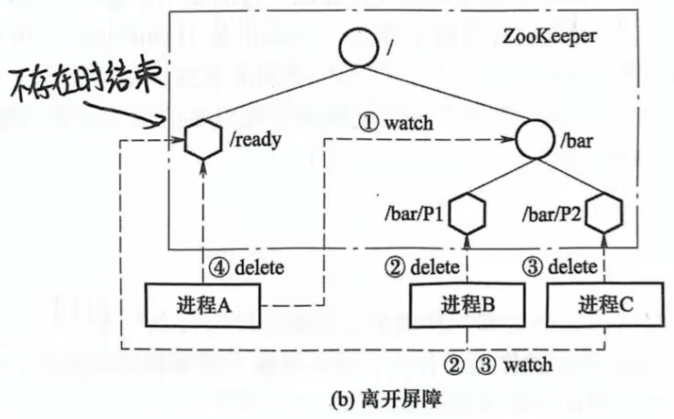 ZooKeeper
/
不存在时结束
/ready
① watch
/bar
/bar/P1
/bar/P2
④ delete
② delete
③ delete
进程A
进程B
进程C
② ③ watch
(b) 离开屏障